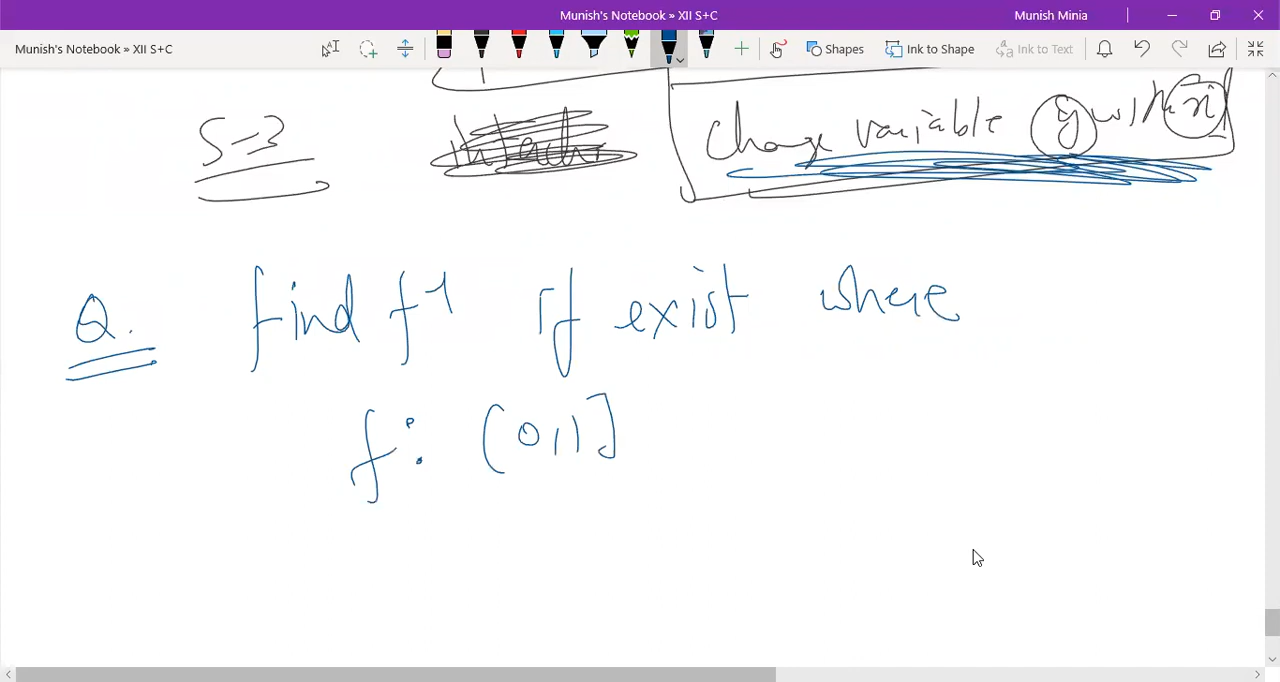 Munish's Notebook » XII S+C
Munish Minia
Munish's Notebook » XII S+C
Shapes
Ink to Shape
Ink to Text
S-3
Change variable y with x
Q. find f⁻¹ if exist where
f: (0,1]